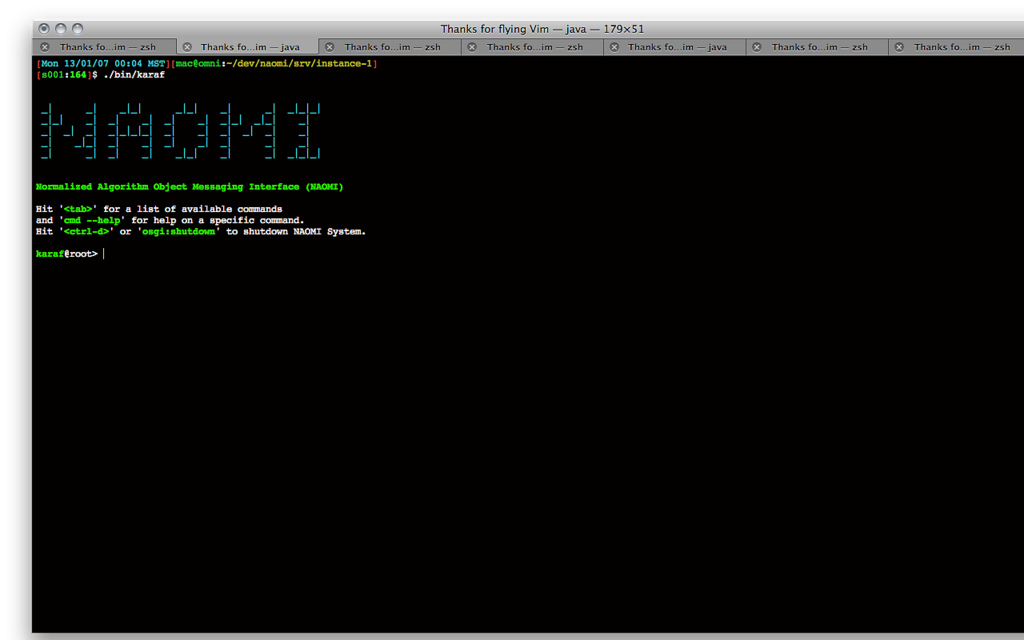 Thanks for flying Vim — java — 179×51
Thanks fo...im — zsh Thanks fo...im — java Thanks fo...im — zsh Thanks fo...im — zsh Thanks fo...im — java Thanks fo...im — zsh Thanks fo...im — zsh
[Mon 13/01/07 00:04 MST][mac@omni:~/dev/naomi/srv/instance-1]
[s001:164]$ ./bin/karaf
NAOMI
Normalized Algorithm Object Messaging Interface (NAOMI)
Hit '<tab>' for a list of available commands
and 'cmd --help' for help on a specific command.
Hit '<ctrl-d>' or 'osgi:shutdown' to shutdown NAOMI System.
karaf@root>